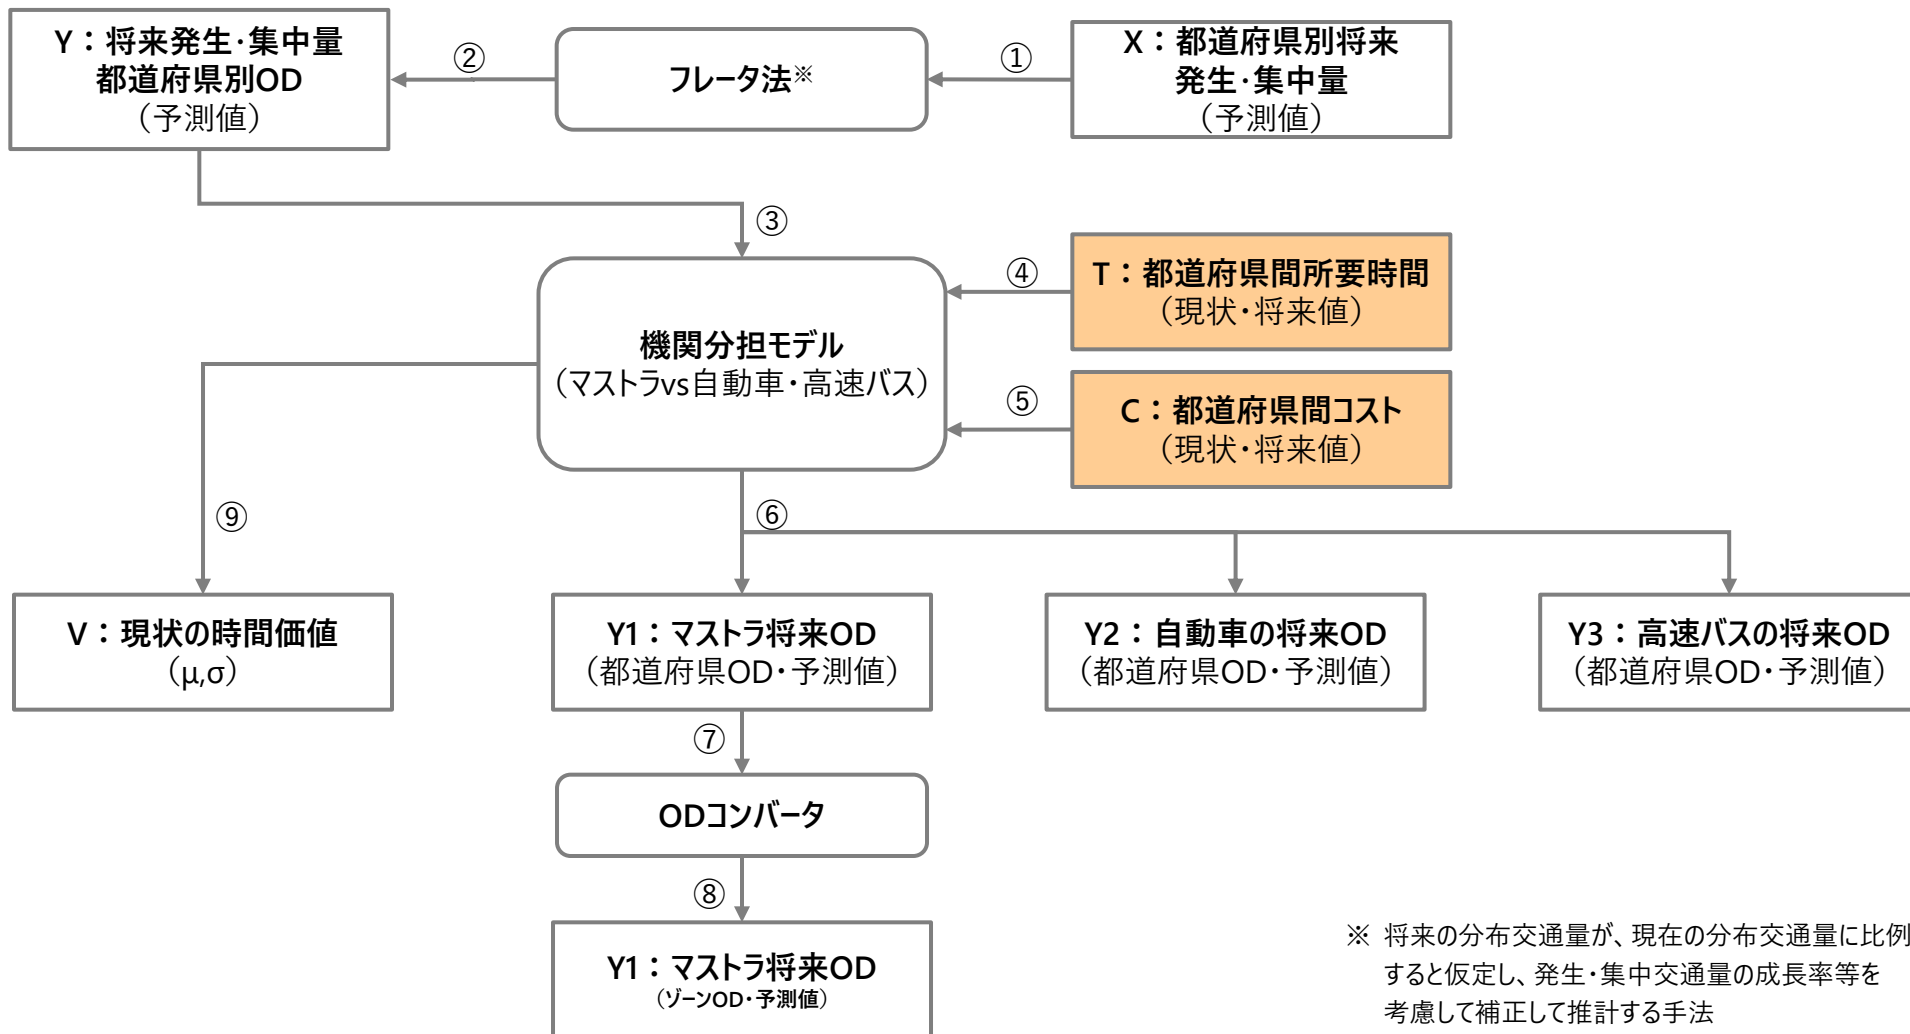 Y：将来発生・集中量
都道府県別OD
（予測値）
②
フレータ法※
①
X：都道府県別将来
発生・集中量
（予測値）
③
機関分担モデル
（マストラvs自動車・高速バス）
④
T：都道府県間所要時間
（現状・将来値）
⑤
C：都道府県間コスト
（現状・将来値）
⑨
⑥
V：現状の時間価値
（μ,σ）
Y1：マストラ将来OD
（都道府県OD・予測値）
Y2：自動車の将来OD
（都道府県OD・予測値）
Y3：高速バスの将来OD
（都道府県OD・予測値）
⑦
ODコンバータ
⑧
Y1：マストラ将来OD
（ゾーンOD・予測値）
※ 将来の分布交通量が、現在の分布交通量に比例
すると仮定し、発生・集中交通量の成長率等を
考慮して補正して推計する手法